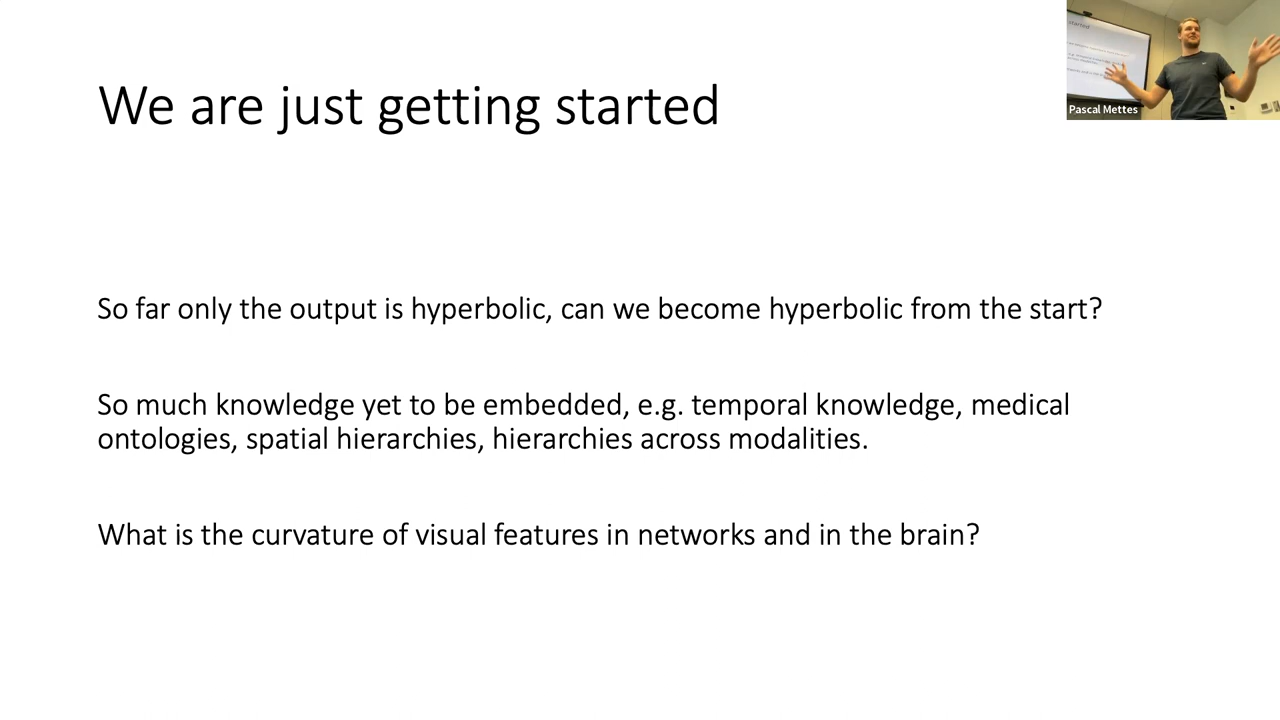 We are just getting started
started
Pascal Mettes
So far only the output is hyperbolic, can we become hyperbolic from the start?
So much knowledge yet to be embedded, e.g. temporal knowledge, medical
ontologies, spatial hierarchies, hierarchies across modalities.
What is the curvature of visual features in networks and in the brain?